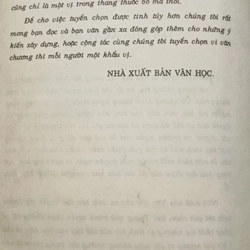 cũng chỉ là một vị trong thang thuốc bổ mà thôi.
Để cho việc tuyển chọn được tinh túy hơn chúng tôi rất
mong bạn đọc và bạn văn gần xa đóng góp thêm cho những ý
kiến xây dựng, hoặc cộng tác cùng chúng tôi tuyển chọn vì văn
chương thì mỗi người một khẩu vị.
NHÀ XUẤT BẢN VĂN HỌC.